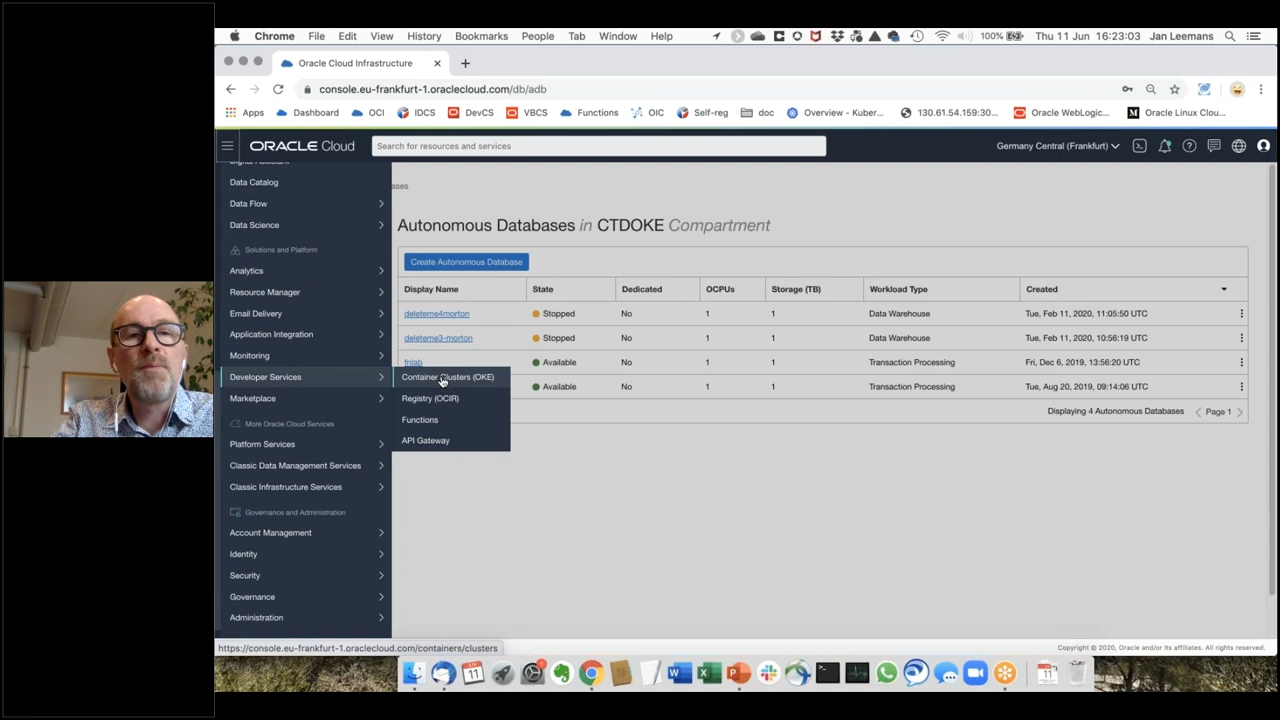 Chrome File Edit View History Bookmarks People Tab Window Help 100% Thu 11 Jun 16:23:03 Jan Leemans
Oracle Cloud Infrastructure
console.eu-frankfurt-1.oraclecloud.com/db/adb
Apps Dashboard OCI IDCS DevCS VBCS Functions OIC Self-reg doc Overview - Kuber... 130.61.54.159:30... Oracle WebLogic... Oracle Linux Clou...
ORACLE Cloud Search for resources and services Germany Central (Frankfurt)
Digital Assistant
Data Catalog
Data Flow
Data Science
Solutions and Platform
Analytics
Resource Manager
Email Delivery
Application Integration
Monitoring
Developer Services
Marketplace
More Oracle Cloud Services
Platform Services
Classic Data Management Services
Classic Infrastructure Services
Governance and Administration
Account Management
Identity
Security
Governance
Administration
Container Clusters (OKE)
Registry (OCIR)
Functions
API Gateway
ases
Autonomous Databases in CTDOKE Compartment
Create Autonomous Database
Display Name State Dedicated OCPUs Storage (TB) Workload Type Created
deleteme4morton Stopped No 1 1 Data Warehouse Tue, Feb 11, 2020, 11:05:50 UTC
deleteme3-morton Stopped No 1 1 Data Warehouse Tue, Feb 11, 2020, 10:56:19 UTC
fnlab Available No 1 1 Transaction Processing Fri, Dec 6, 2019, 13:56:20 UTC
Available No 1 1 Transaction Processing Tue, Aug 20, 2019, 09:14:06 UTC
Displaying 4 Autonomous Databases Page 1
https://console.eu-frankfurt-1.oraclecloud.com/containers/clusters
Copyright © 2020, Oracle and/or its affiliates. All rights reserved.
11
11